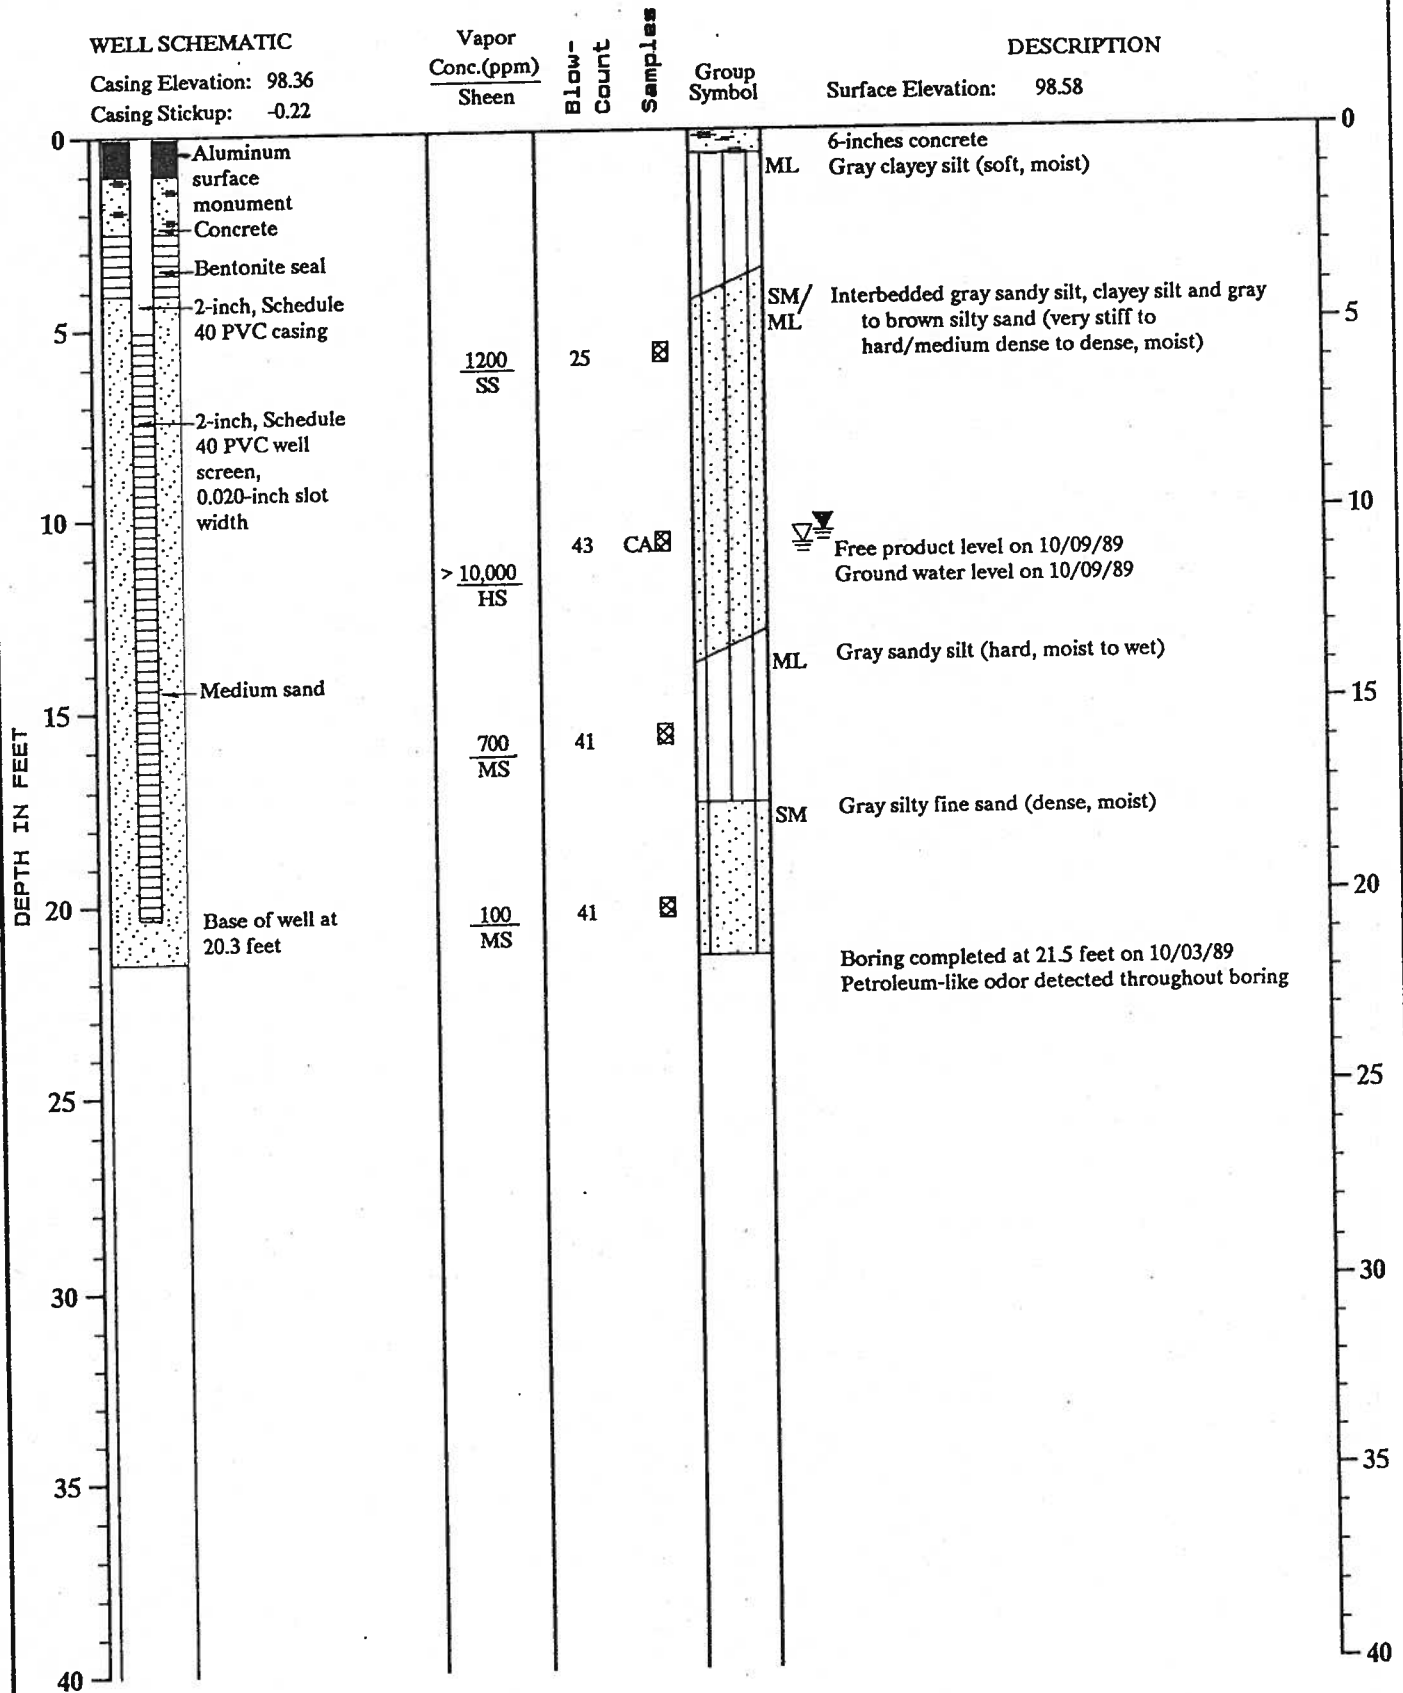 WELL SCHEMATIC
Casing Elevation: 98.36
Casing Stickup: -0.22
Vapor
Conc.(ppm)
Sheen
Blow-
Count
Samples
Group
Symbol
DESCRIPTION
Surface Elevation: 98.58
DEPTH IN FEET
0
5
10
15
20
25
30
35
40
Aluminum
surface
monument
Concrete
Bentonite seal
2-inch, Schedule
40 PVC casing
2-inch, Schedule
40 PVC well
screen,
0.020-inch slot
width
Medium sand
Base of well at
20.3 feet
1200
SS
> 10,000
HS
700
MS
100
MS
25
43
41
41
CA
ML
SM/
ML
ML
SM
6-inches concrete
Gray clayey silt (soft, moist)
Interbedded gray sandy silt, clayey silt and gray
to brown silty sand (very stiff to
hard/medium dense to dense, moist)
Free product level on 10/09/89
Ground water level on 10/09/89
Gray sandy silt (hard, moist to wet)
Gray silty fine sand (dense, moist)
Boring completed at 21.5 feet on 10/03/89
Petroleum-like odor detected throughout boring
0
5
10
15
20
25
30
35
40